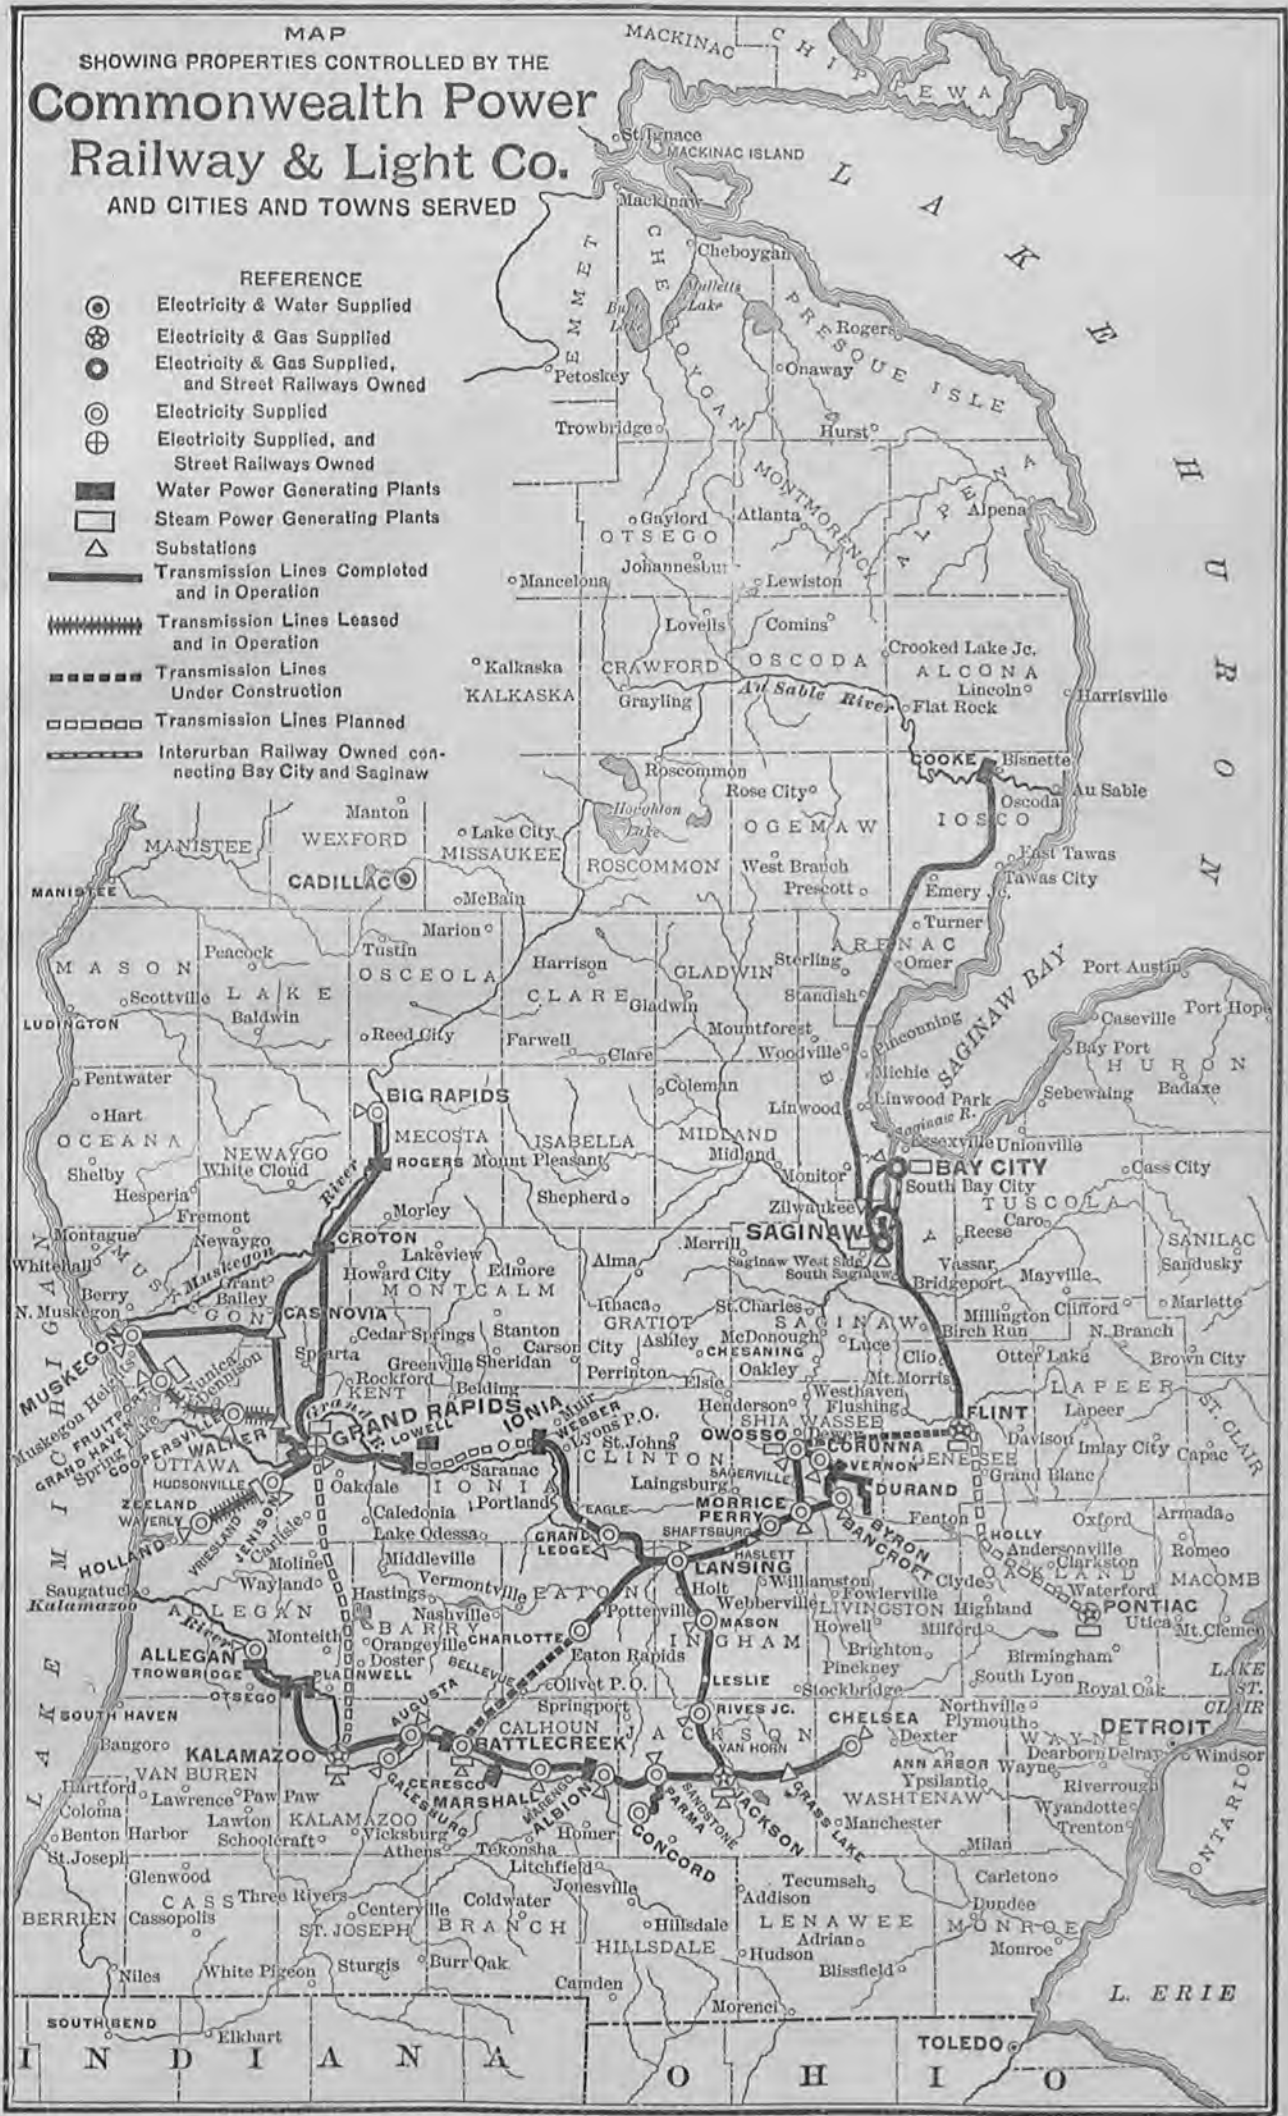 MAP
SHOWING PROPERTIES CONTROLLED BY THE
Commonwealth Power
Railway & Light Co.
AND CITIES AND TOWNS SERVED
REFERENCE
Electricity & Water Supplied
Electricity & Gas Supplied
Electricity & Gas Supplied,
and Street Railways Owned
Electricity Supplied
Electricity Supplied, and
Street Railways Owned
Water Power Generating Plants
Steam Power Generating Plants
Substations
Transmission Lines Completed
and in Operation
Transmission Lines Leased
and in Operation
Transmission Lines
Under Construction
Transmission Lines Planned
Interurban Railway Owned con-
necting Bay City and Saginaw
MACKINAC
CHIPPEWA
St. Ignace
MACKINAC ISLAND
Mackinaw
LAKE HURON
EMMET
CHEBOYGAN
Cheboygan
Mulletts
Lake
Burt
Lake
PRESQUE ISLE
Rogers
Onaway
Petoskey
Trowbridge
Hurst
MONTMORENCY
ALPENA
Alpena
Gaylord
Atlanta
OTSEGO
Johannesbur
Mancelona
Lewiston
Lovells
Comins
Crooked Lake Jc.
Kalkaska
CRAWFORD
OSCODA
ALCONA
KALKASKA
Grayling
Au Sable River
Lincoln
Flat Rock
Harrisville
COOKE
Bisnette
Roscommon
Rose City
Au Sable
Oscoda
Houghton
Lake
OGEMAW
IOSCO
Manton
Lake City
MANISTEE
WEXFORD
MISSAUKEE
ROSCOMMON
West Branch
East Tawas
Tawas City
MANISTEE
CADILLAC
Prescott
Emery Jc.
McBain
Marion
Turner
Peacock
Tustin
ARENAC
MASON
OSCEOLA
Harrison
GLADWIN
Sterling
Omer
Port Austin
Scottville
LAKE
CLARE
Gladwin
Standish
SAGINAW BAY
LUDINGTON
Baldwin
Reed City
Farwell
Mountforest
Pinconning
Caseville
Port Hope
Clare
Woodville
Bay Port
HURON
Pentwater
Coleman
Michie
Badaxe
Hart
BIG RAPIDS
Linwood
Linwood Park
Sebewaing
Saginaw R.
OCEANA
MECOSTA
ISABELLA
MIDLAND
Essexville
Unionville
NEWAYGO
ROGERS
Mount Pleasant
Midland
BAY CITY
Cass City
Shelby
White Cloud
Monitor
South Bay City
Hesperia
River
Shepherd
Zilwaukee
TUSCOLA
Fremont
Morley
SAGINAW
Caro
Montague
Newaygo
CROTON
Merrill
Reese
SANILAC
Whitehall
Muskegon
Lakeview
Alma
Saginaw West Side
Vassar
Sandusky
Grant
Howard City
Edmore
South Saginaw
Bridgeport
Mayville
Berry
Bailey
MONTCALM
Ithaca
St. Charles
Clifford
Marlette
N. Muskegon
MUSKEGON
CASNOVIA
GRATIOT
SAGINAW
Millington
Cedar Springs
Stanton
Carson City
Ashley
McDonough
Luce
Birch Run
N. Branch
MUSKEGON
Sparta
Greenville
Sheridan
CHESANING
Clio
Otter Lake
Brown City
Muskegon Heights
Nunica
Dennison
Rockford
KENT
Belding
Perrinton
Elsie
Oakley
Mt. Morris
LAPEER
FRUITPORT
GRAND HAVEN
Spring Lake
Grand
IONIA
Muir
Westhaven
Flushing
Lapeer
ST. CLAIR
COOPERSVILLE
GRAND RAPIDS
LOWELL
WEBBER
Lyons P.O.
Henderson
SHIAWASSEE
FLINT
WALKER
St. Johns
OWOSSO
CORUNNA
Davison
Imlay City
Capac
OTTAWA
CLINTON
VERNON
GENESEE
HUDSONVILLE
Oakdale
Saranac
SAGERVILLE
Grand Blanc
IONIA
Laingsburg
DURAND
ZEELAND
WAVERLY
Caledonia
Portland
EAGLE
MORRICE
PERRY
Fenton
Oxford
Armada
HOLLAND
VRIESLAND
JENISON
Carlisle
Lake Odessa
GRAND
LEDGE
SHAFTSBURG
BYRON
BANCROFT
HOLLY
Andersonville
Romeo
Moline
Middleville
LANSING
HASLETT
OAKLAND
Clarkston
Saugatuck
Wayland
Vermontville
Holt
Williamston
Fowlerville
Clyde
Waterford
MACOMB
Kalamazoo
River
ALLEGAN
Hastings
EATON
Potterville
Webberville
LIVINGSTON
Highland
PONTIAC
Nashville
MASON
Howell
Milford
Utica
Mt. Clemens
BARRY
CHARLOTTE
INGHAM
ALLEGAN
Monteith
Orangeville
Eaton Rapids
Brighton
Birmingham
TROWBRIDGE
PLAINWELL
Doster
BELLEVUE
Olivet P.O.
LESLIE
Pinckney
South Lyon
LAKE
ST.
CLAIR
OTSEGO
Stockbridge
Royal Oak
SOUTH HAVEN
AUGUSTA
Springport
RIVES JC.
CHELSEA
Northville
Plymouth
DETROIT
Bangor
KALAMAZOO
CALHOUN
JACKSON
VAN HORN
Dexter
WAYNE
BATTLECREEK
ANN ARBOR
Wayne
Dearborn
Delray
Windsor
VAN BUREN
Hartford
Lawrence
Paw Paw
GALESBURG
CERESCO
MARSHALL
MARENGO
ALBION
PARMA
SANDSTONE
JACKSON
GRASS LAKE
WASHTENAW
Ypsilanti
Riverrough
Coloma
Lawton
KALAMAZOO
Manchester
Wyandotte
Benton Harbor
Schoolcraft
Vicksburg
Homer
CONCORD
Trenton
ONTARIO
St. Joseph
Athens
Tekonsha
Milan
Glenwood
Litchfield
CASS
Three Rivers
Jonesville
Tecumseh
Carleton
Centerville
Coldwater
Addison
Dundee
BERRIEN
Cassopolis
ST. JOSEPH
BRANCH
Hillsdale
LENAWEE
MONROE
HILLSDALE
Adrian
Monroe
Hudson
Niles
White Pigeon
Sturgis
Burr Oak
Blissfield
Camden
Morenci
L. ERIE
LAKE MICHIGAN
SOUTH BEND
Elkhart
TOLEDO
INDIANA
OHIO